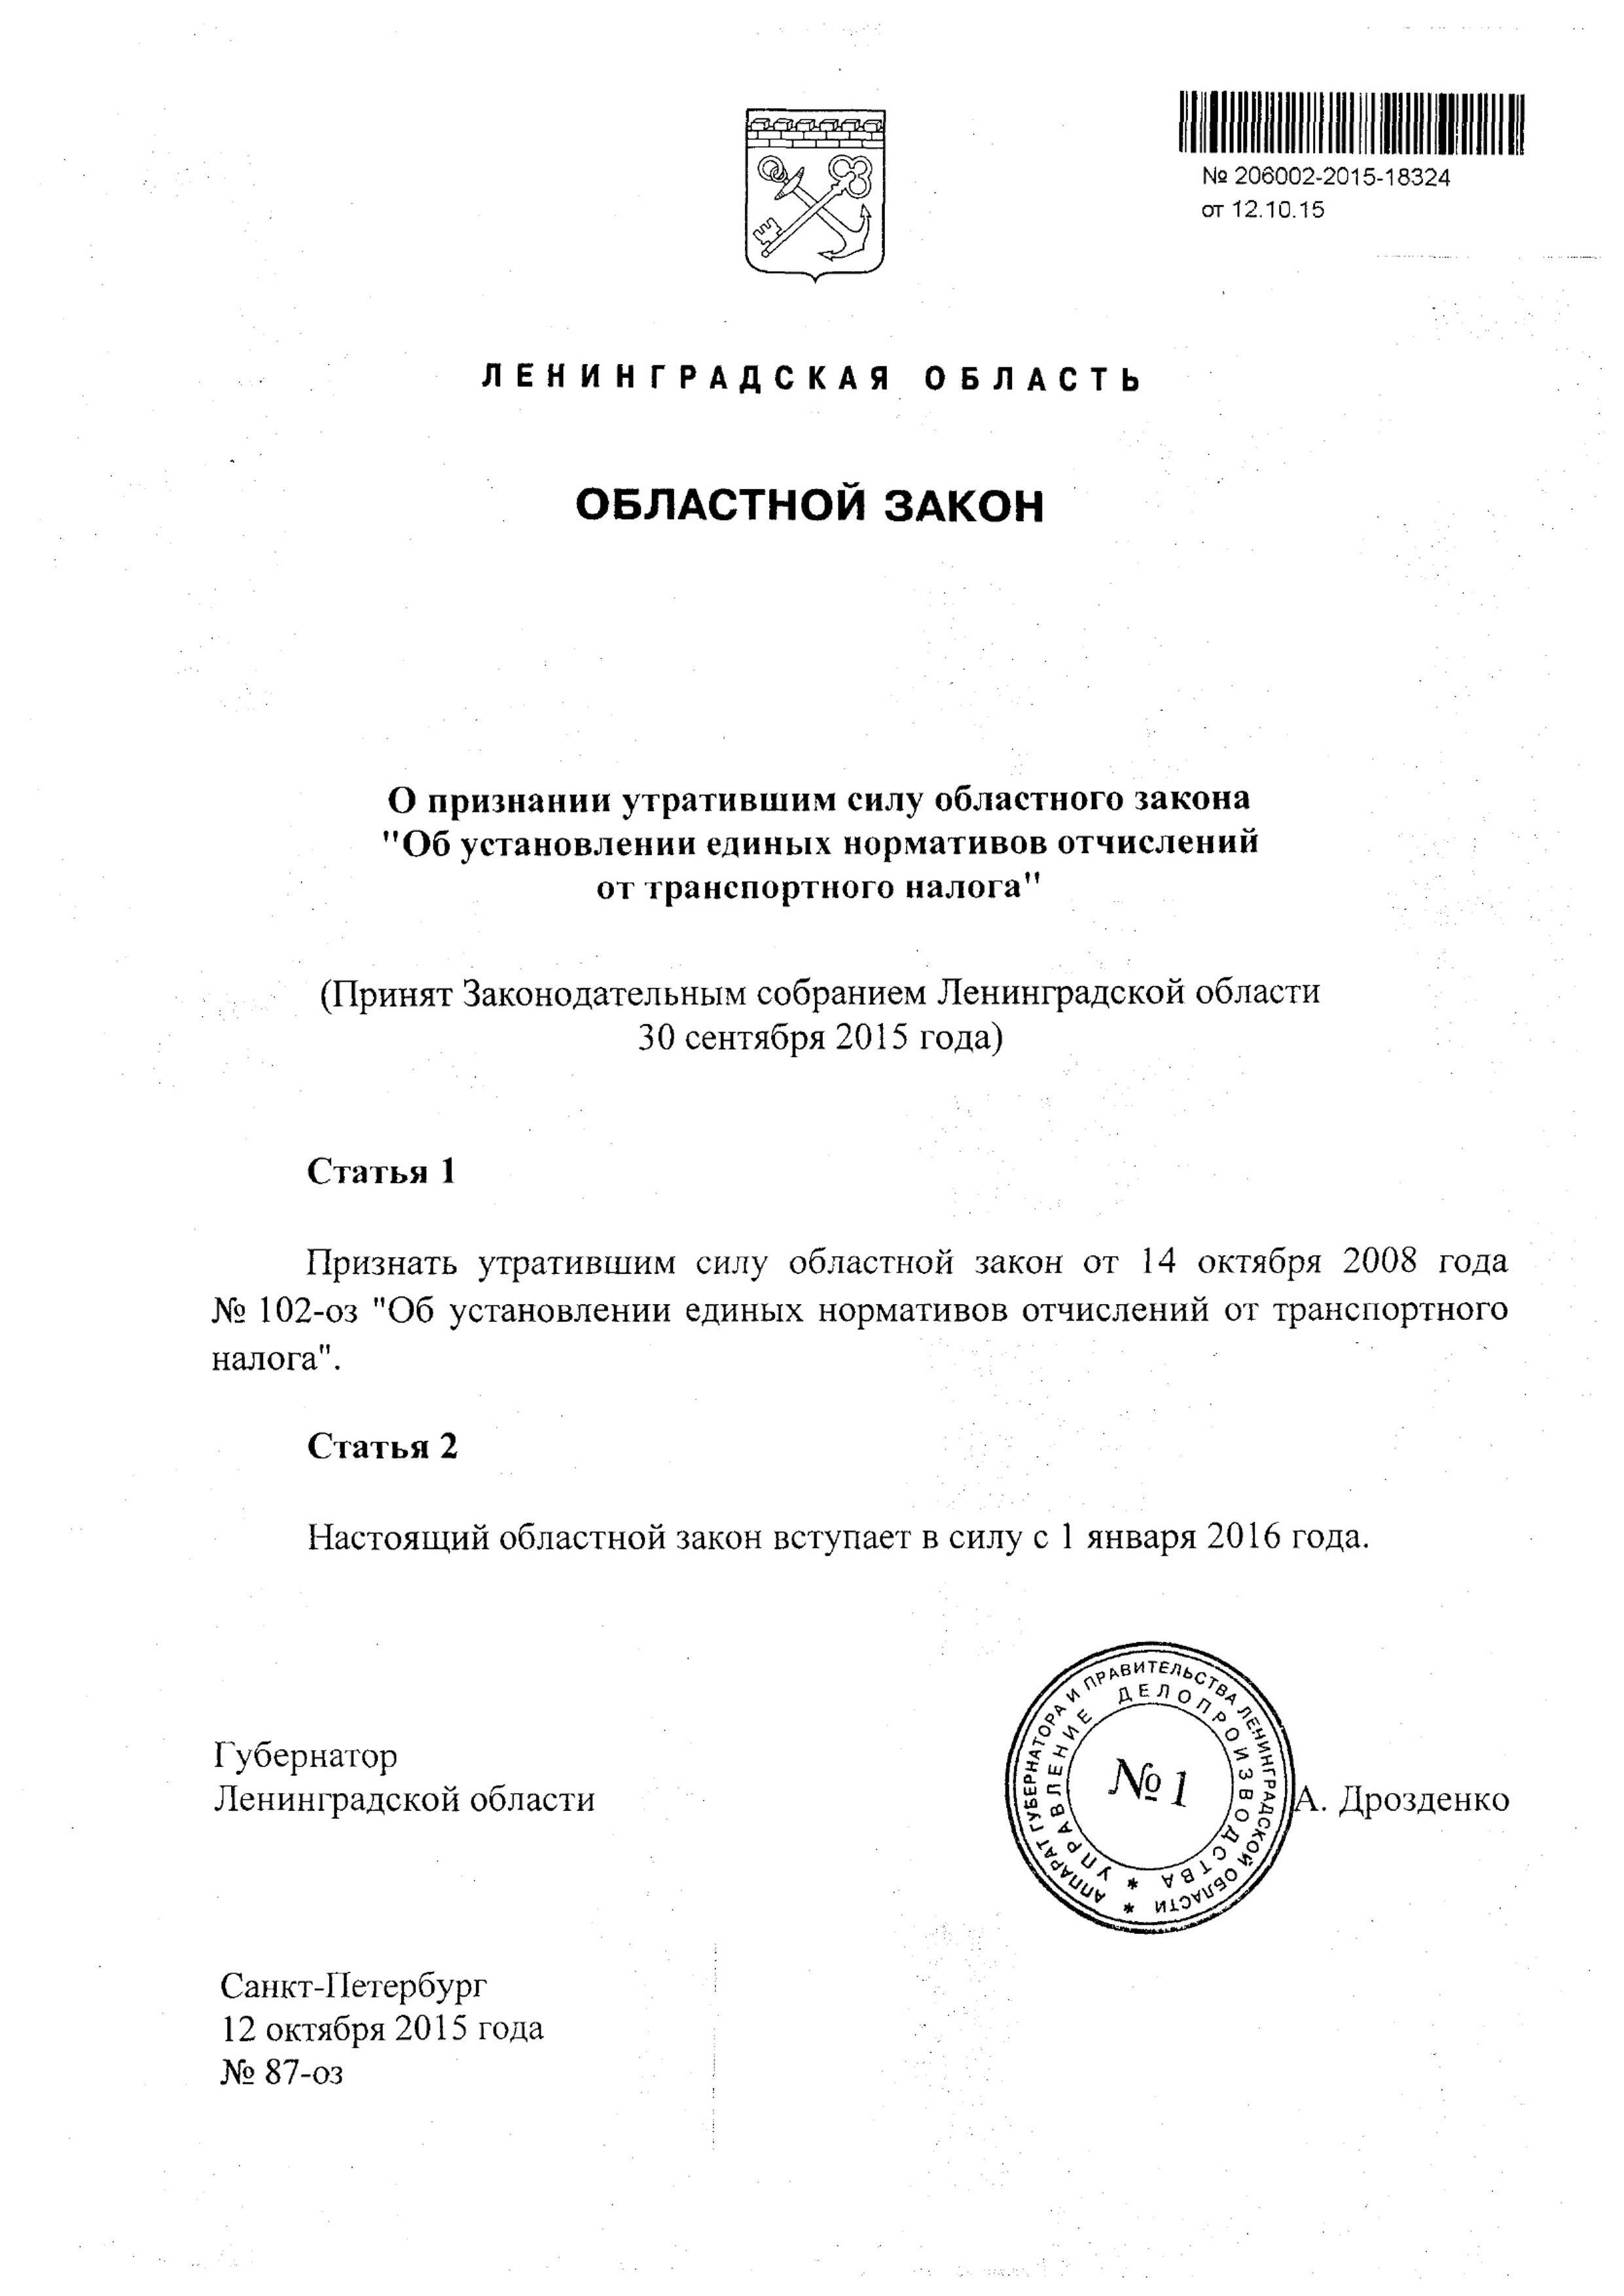 № 206002-2015-18324
от 12.10.15
ЛЕНИНГРАДСКАЯ ОБЛАСТЬ
ОБЛАСТНОЙ ЗАКОН
О признании утратившим силу областного закона
"Об установлении единых нормативов отчислений
от транспортного налога"
(Принят Законодательным собранием Ленинградской области
30 сентября 2015 года)
Статья 1
Признать утратившим силу областной закон от 14 октября 2008 года
№ 102-оз "Об установлении единых нормативов отчислений от транспортного
налога".
Статья 2
Настоящий областной закон вступает в силу с 1 января 2016 года.
Губернатор
Ленинградской области
А. Дрозденко
АППАРАТ ГУБЕРНАТОРА И ПРАВИТЕЛЬСТВА ЛЕНИНГРАДСКОЙ ОБЛАСТИ *
УПРАВЛЕНИЕ ДЕЛОПРОИЗВОДСТВА *
№1
Санкт-Петербург
12 октября 2015 года
№ 87-оз